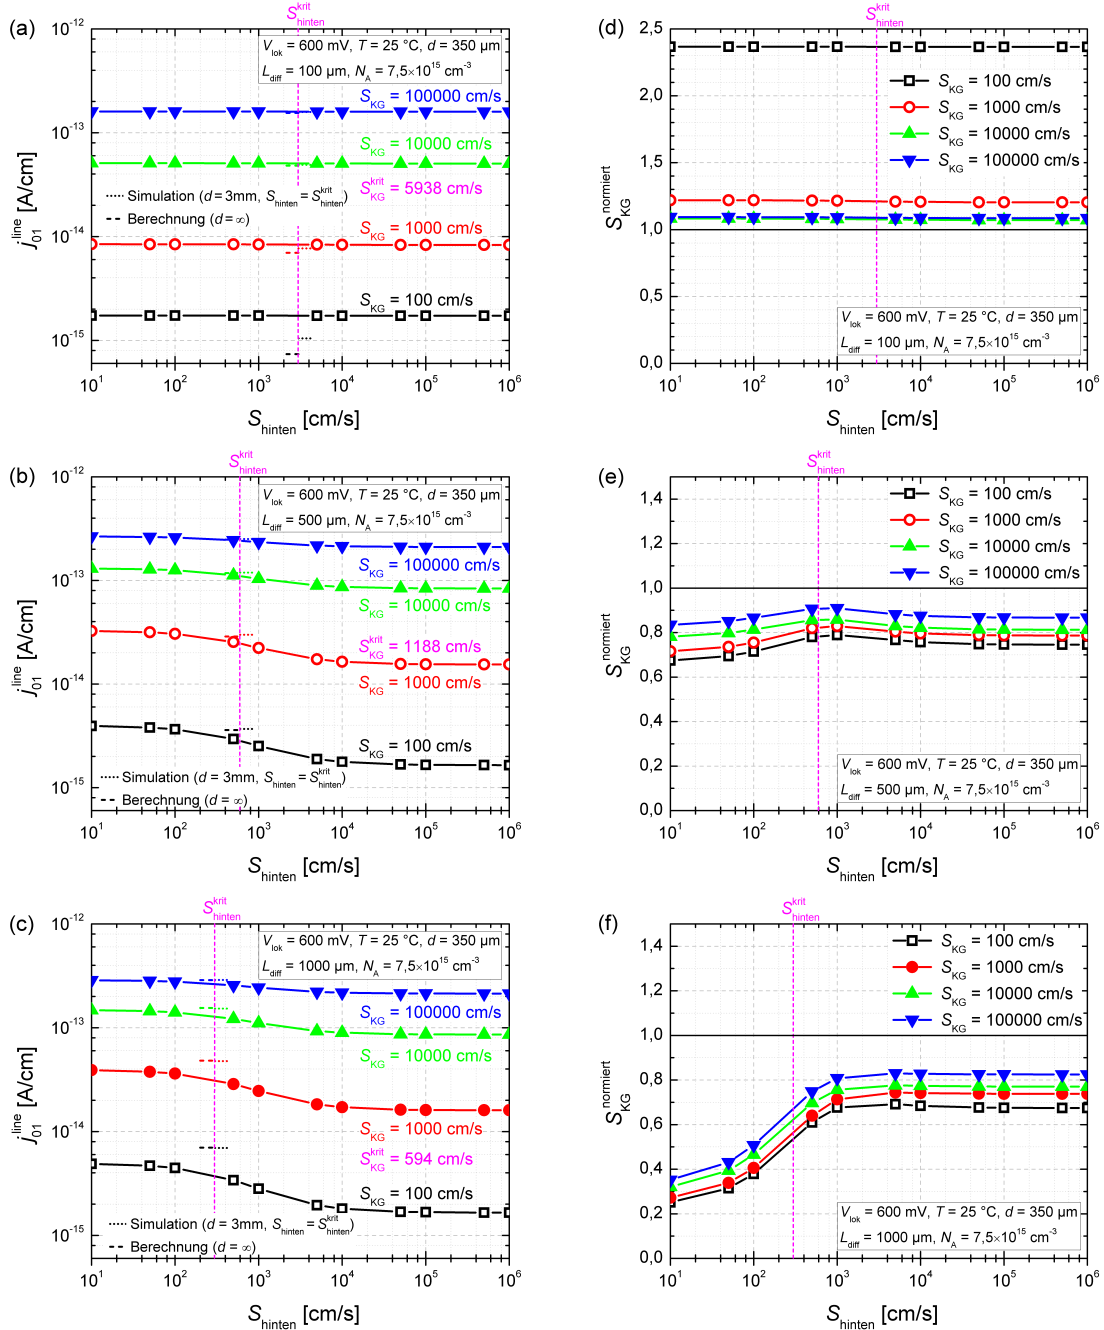 (a)
S_hinten^krit
V_lok = 600 mV, T = 25 °C, d = 350 µm
L_diff = 100 µm, N_A = 7,5×10^15 cm^-3
S_KG = 100000 cm/s
S_KG = 10000 cm/s
S_KG^krit = 5938 cm/s
Simulation (d = 3mm, S_hinten = S_hinten^krit)
Berechnung (d = ∞)
S_KG = 1000 cm/s
S_KG = 100 cm/s
10^-12
10^-13
10^-14
10^-15
j_01^line [A/cm]
10^1 10^2 10^3 10^4 10^5 10^6
S_hinten [cm/s]
(d)
S_hinten^krit
S_KG = 100 cm/s
S_KG = 1000 cm/s
S_KG = 10000 cm/s
S_KG = 100000 cm/s
V_lok = 600 mV, T = 25 °C, d = 350 µm
L_diff = 100 µm, N_A = 7,5×10^15 cm^-3
2,5
2,0
1,5
1,0
0,5
0,0
S_KG^normiert
10^1 10^2 10^3 10^4 10^5 10^6
S_hinten [cm/s]
(b)
S_hinten^krit
V_lok = 600 mV, T = 25 °C, d = 350 µm
L_diff = 500 µm, N_A = 7,5×10^15 cm^-3
S_KG = 100000 cm/s
S_KG = 10000 cm/s
S_KG^krit = 1188 cm/s
S_KG = 1000 cm/s
S_KG = 100 cm/s
Simulation (d = 3mm, S_hinten = S_hinten^krit)
Berechnung (d = ∞)
10^-12
10^-13
10^-14
10^-15
j_01^line [A/cm]
10^1 10^2 10^3 10^4 10^5 10^6
S_hinten [cm/s]
(e)
S_hinten^krit
S_KG = 100 cm/s
S_KG = 1000 cm/s
S_KG = 10000 cm/s
S_KG = 100000 cm/s
V_lok = 600 mV, T = 25 °C, d = 350 µm
L_diff = 500 µm, N_A = 7,5×10^15 cm^-3
1,4
1,2
1,0
0,8
0,6
0,4
0,2
0,0
S_KG^normiert
10^1 10^2 10^3 10^4 10^5 10^6
S_hinten [cm/s]
(c)
S_hinten^krit
V_lok = 600 mV, T = 25 °C, d = 350 µm
L_diff = 1000 µm, N_A = 7,5×10^15 cm^-3
S_KG = 100000 cm/s
S_KG = 10000 cm/s
S_KG = 1000 cm/s
S_KG^krit = 594 cm/s
S_KG = 100 cm/s
Simulation (d = 3mm, S_hinten = S_hinten^krit)
Berechnung (d = ∞)
10^-12
10^-13
10^-14
10^-15
j_01^line [A/cm]
10^1 10^2 10^3 10^4 10^5 10^6
S_hinten [cm/s]
(f)
S_hinten^krit
S_KG = 100 cm/s
S_KG = 1000 cm/s
S_KG = 10000 cm/s
S_KG = 100000 cm/s
V_lok = 600 mV, T = 25 °C, d = 350 µm
L_diff = 1000 µm, N_A = 7,5×10^15 cm^-3
1,4
1,2
1,0
0,8
0,6
0,4
0,2
0,0
S_KG^normiert
10^1 10^2 10^3 10^4 10^5 10^6
S_hinten [cm/s]